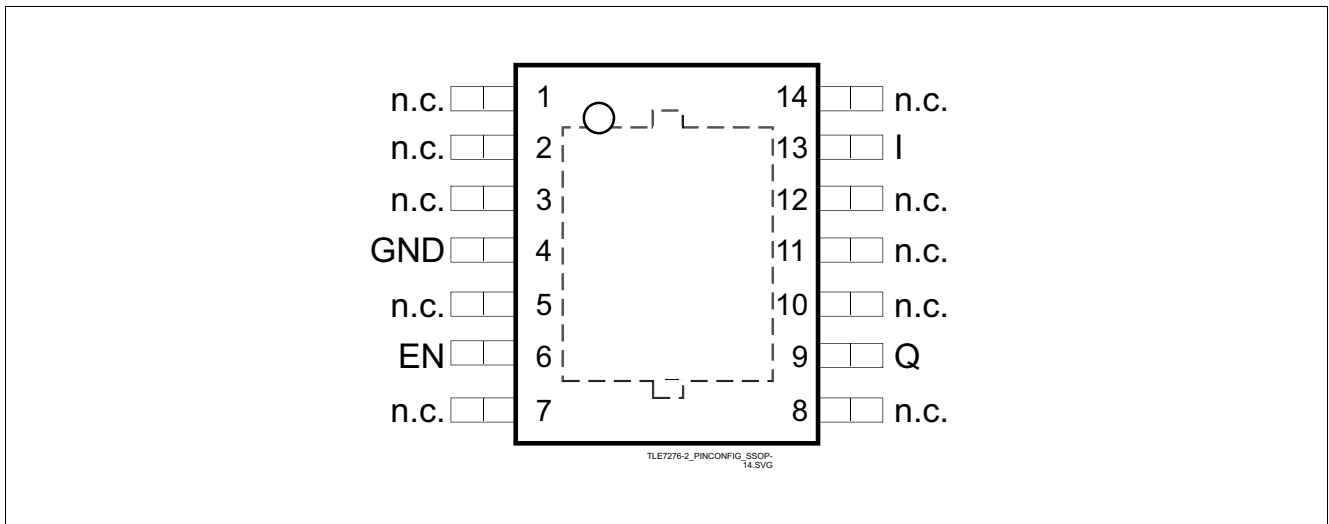 n.c. 1 14 n.c.
n.c. 2 13 I
n.c. 3 12 n.c.
GND 4 11 n.c.
n.c. 5 10 n.c.
EN 6 9 Q
n.c. 7 8 n.c.
TLE7276-2_PINCONFIG_SSOP-
14.SVG